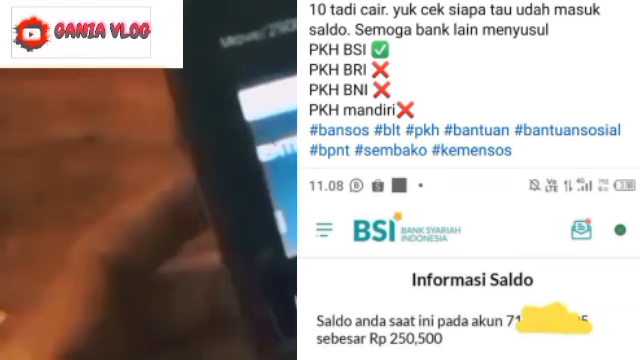 GANIA VLOG
10 tadi cair. yuk cek siapa tau udah masuk
saldo. Semoga bank lain menyusul
PKH BSI ✅
PKH BRI ❌
PKH BNI ❌
PKH mandiri❌
#bansos #blt #pkh #bantuan #bantuansosial
#bpnt #sembako #kemensos
11.08
BSI BANK SYARIAH
INDONESIA
Informasi Saldo
Saldo anda saat ini pada akun 71
sebesar Rp 250,500